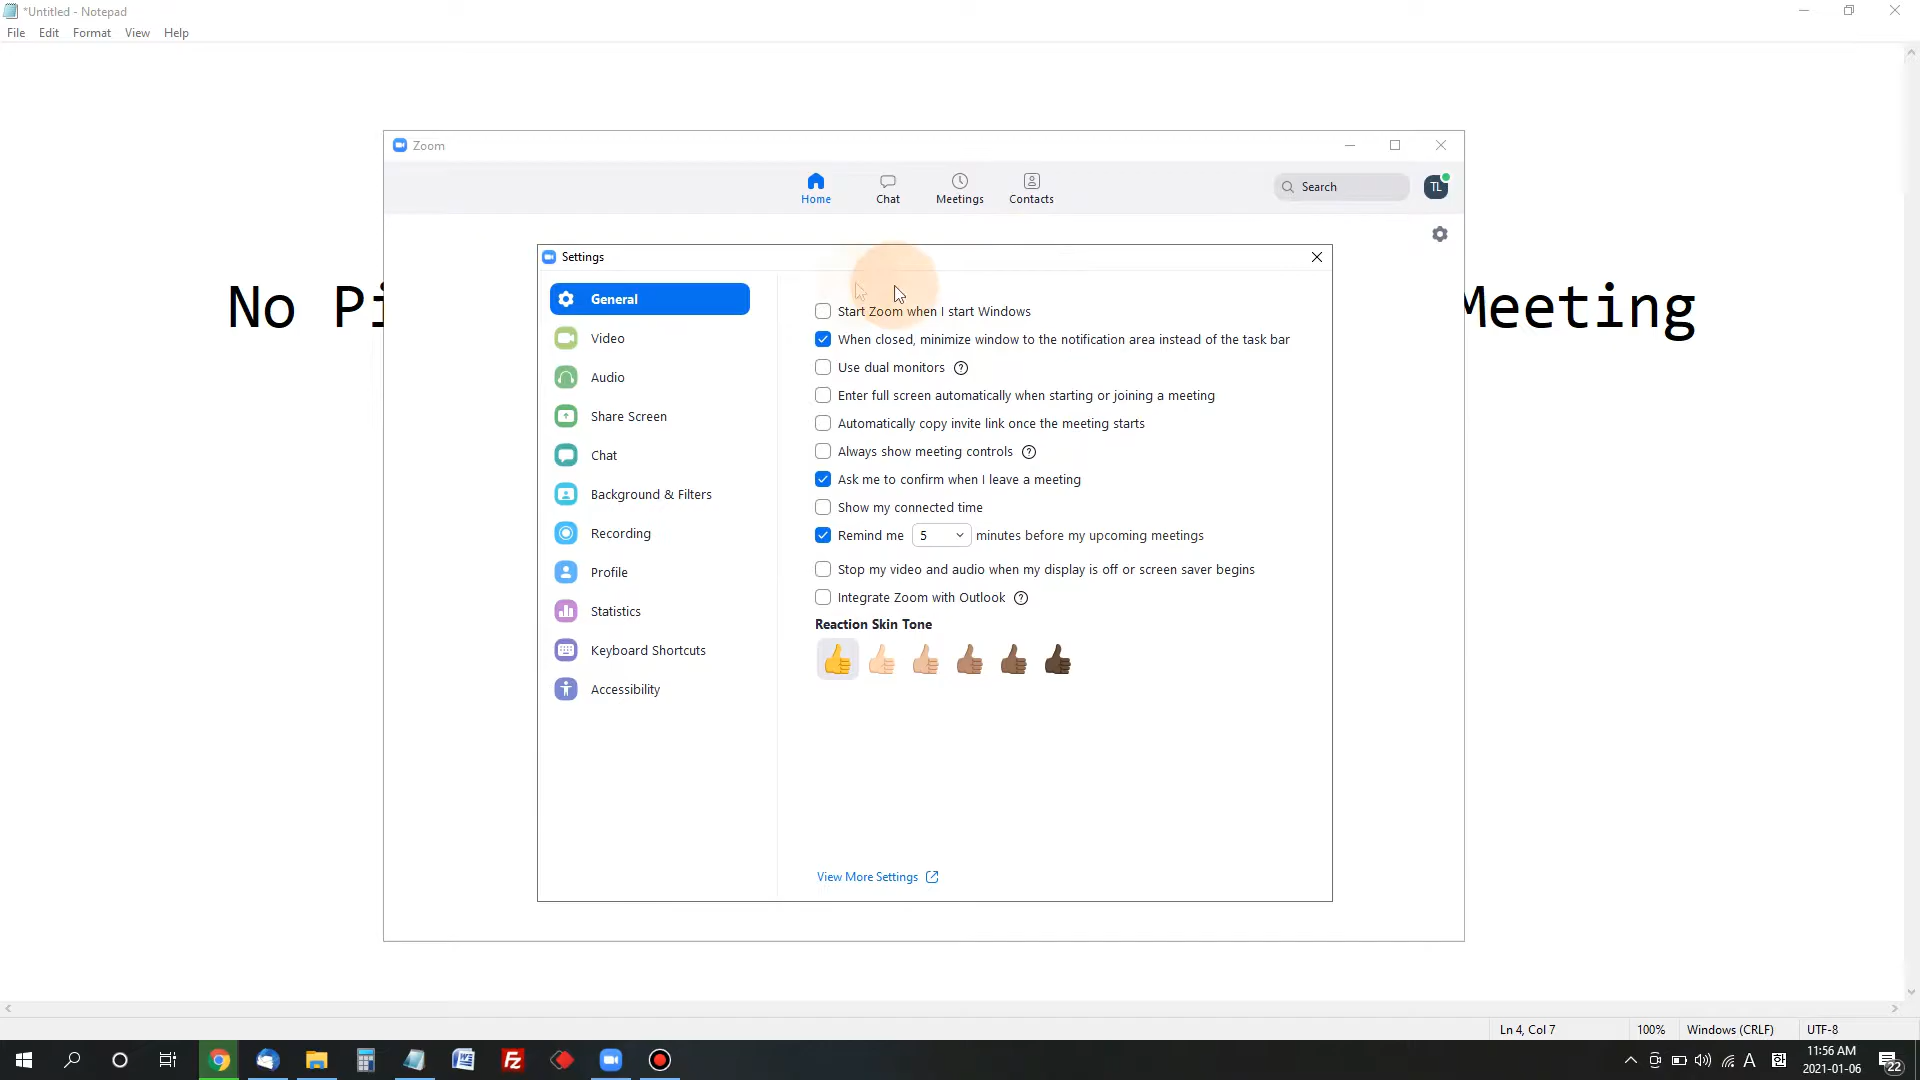 *Untitled - Notepad
File Edit Format View Help
No Pi
Meeting
Zoom
Home Chat Meetings Contacts
Search
TL
Settings
General
Video
Audio
Share Screen
Chat
Background & Filters
Recording
Profile
Statistics
Keyboard Shortcuts
Accessibility
Start Zoom when I start Windows
When closed, minimize window to the notification area instead of the task bar
Use dual monitors ?
Enter full screen automatically when starting or joining a meeting
Automatically copy invite link once the meeting starts
Always show meeting controls ?
Ask me to confirm when I leave a meeting
Show my connected time
Remind me 5 minutes before my upcoming meetings
Stop my video and audio when my display is off or screen saver begins
Integrate Zoom with Outlook ?
Reaction Skin Tone
View More Settings
Ln 4, Col 7 100% Windows (CRLF) UTF-8
A
11:56 AM
2021-01-06
22